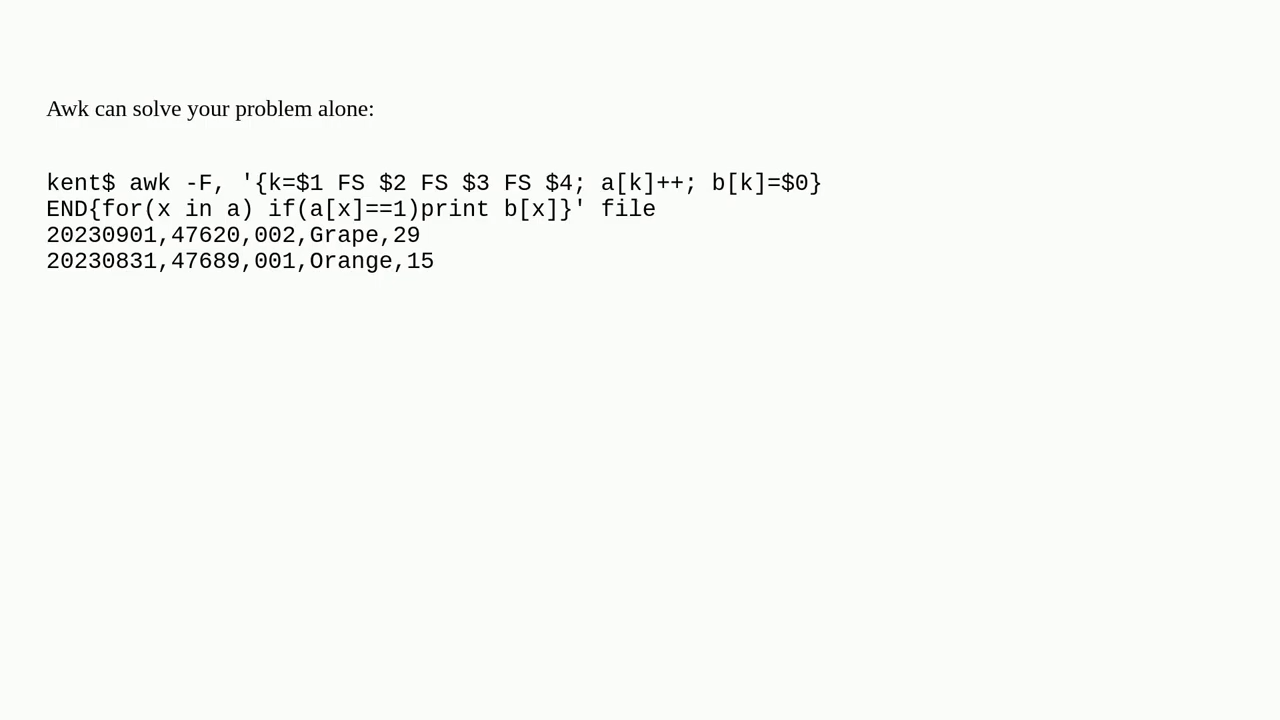 Awk can solve your problem alone:
kent$ awk -F, '{k=$1 FS $2 FS $3 FS $4; a[k]++; b[k]=$0}
END{for(x in a) if(a[x]==1)print b[x]}' file
20230901,47620,002,Grape,29
20230831,47689,001,Orange,15